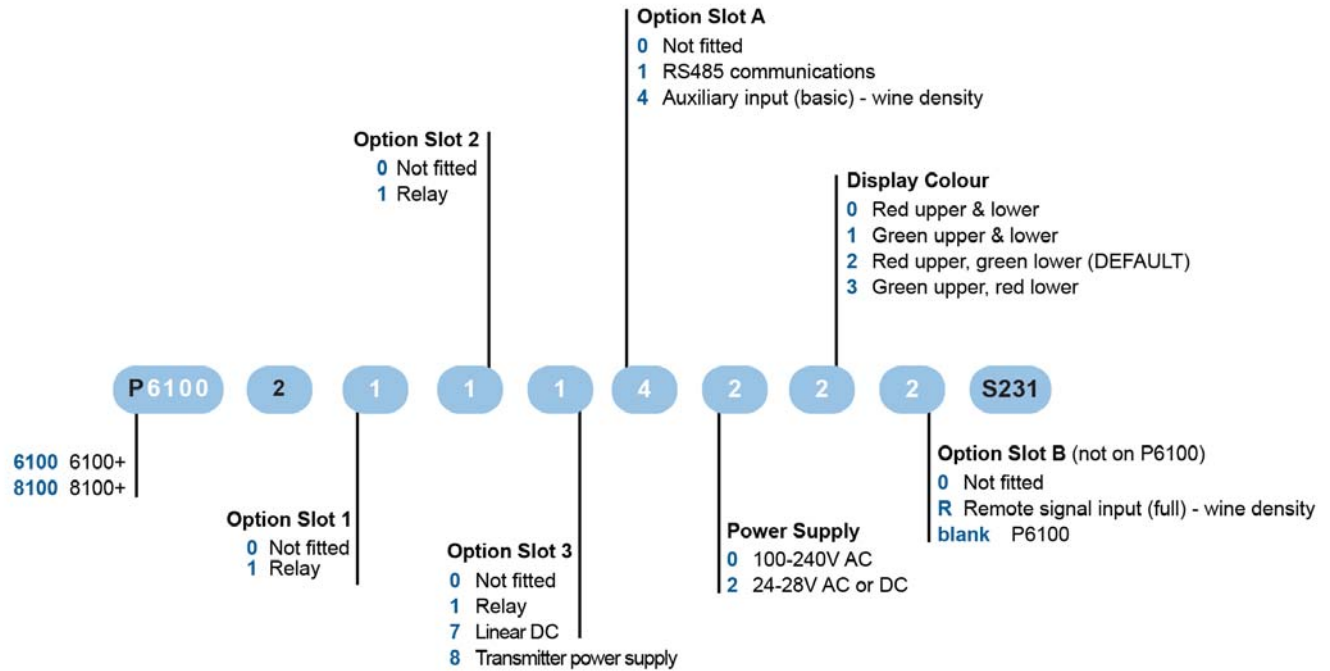 Option Slot A
0 Not fitted
1 RS485 communications
4 Auxiliary input (basic) - wine density
Option Slot 2
0 Not fitted
1 Relay
Display Colour
0 Red upper & lower
1 Green upper & lower
2 Red upper, green lower (DEFAULT)
3 Green upper, red lower
P6100 2 1 1 1 4 2 2 2 S231
6100 6100+
8100 8100+
Option Slot 1
0 Not fitted
1 Relay
Option Slot 3
0 Not fitted
1 Relay
7 Linear DC
8 Transmitter power supply
Power Supply
0 100-240V AC
2 24-28V AC or DC
Option Slot B (not on P6100)
0 Not fitted
R Remote signal input (full) - wine density
blank P6100